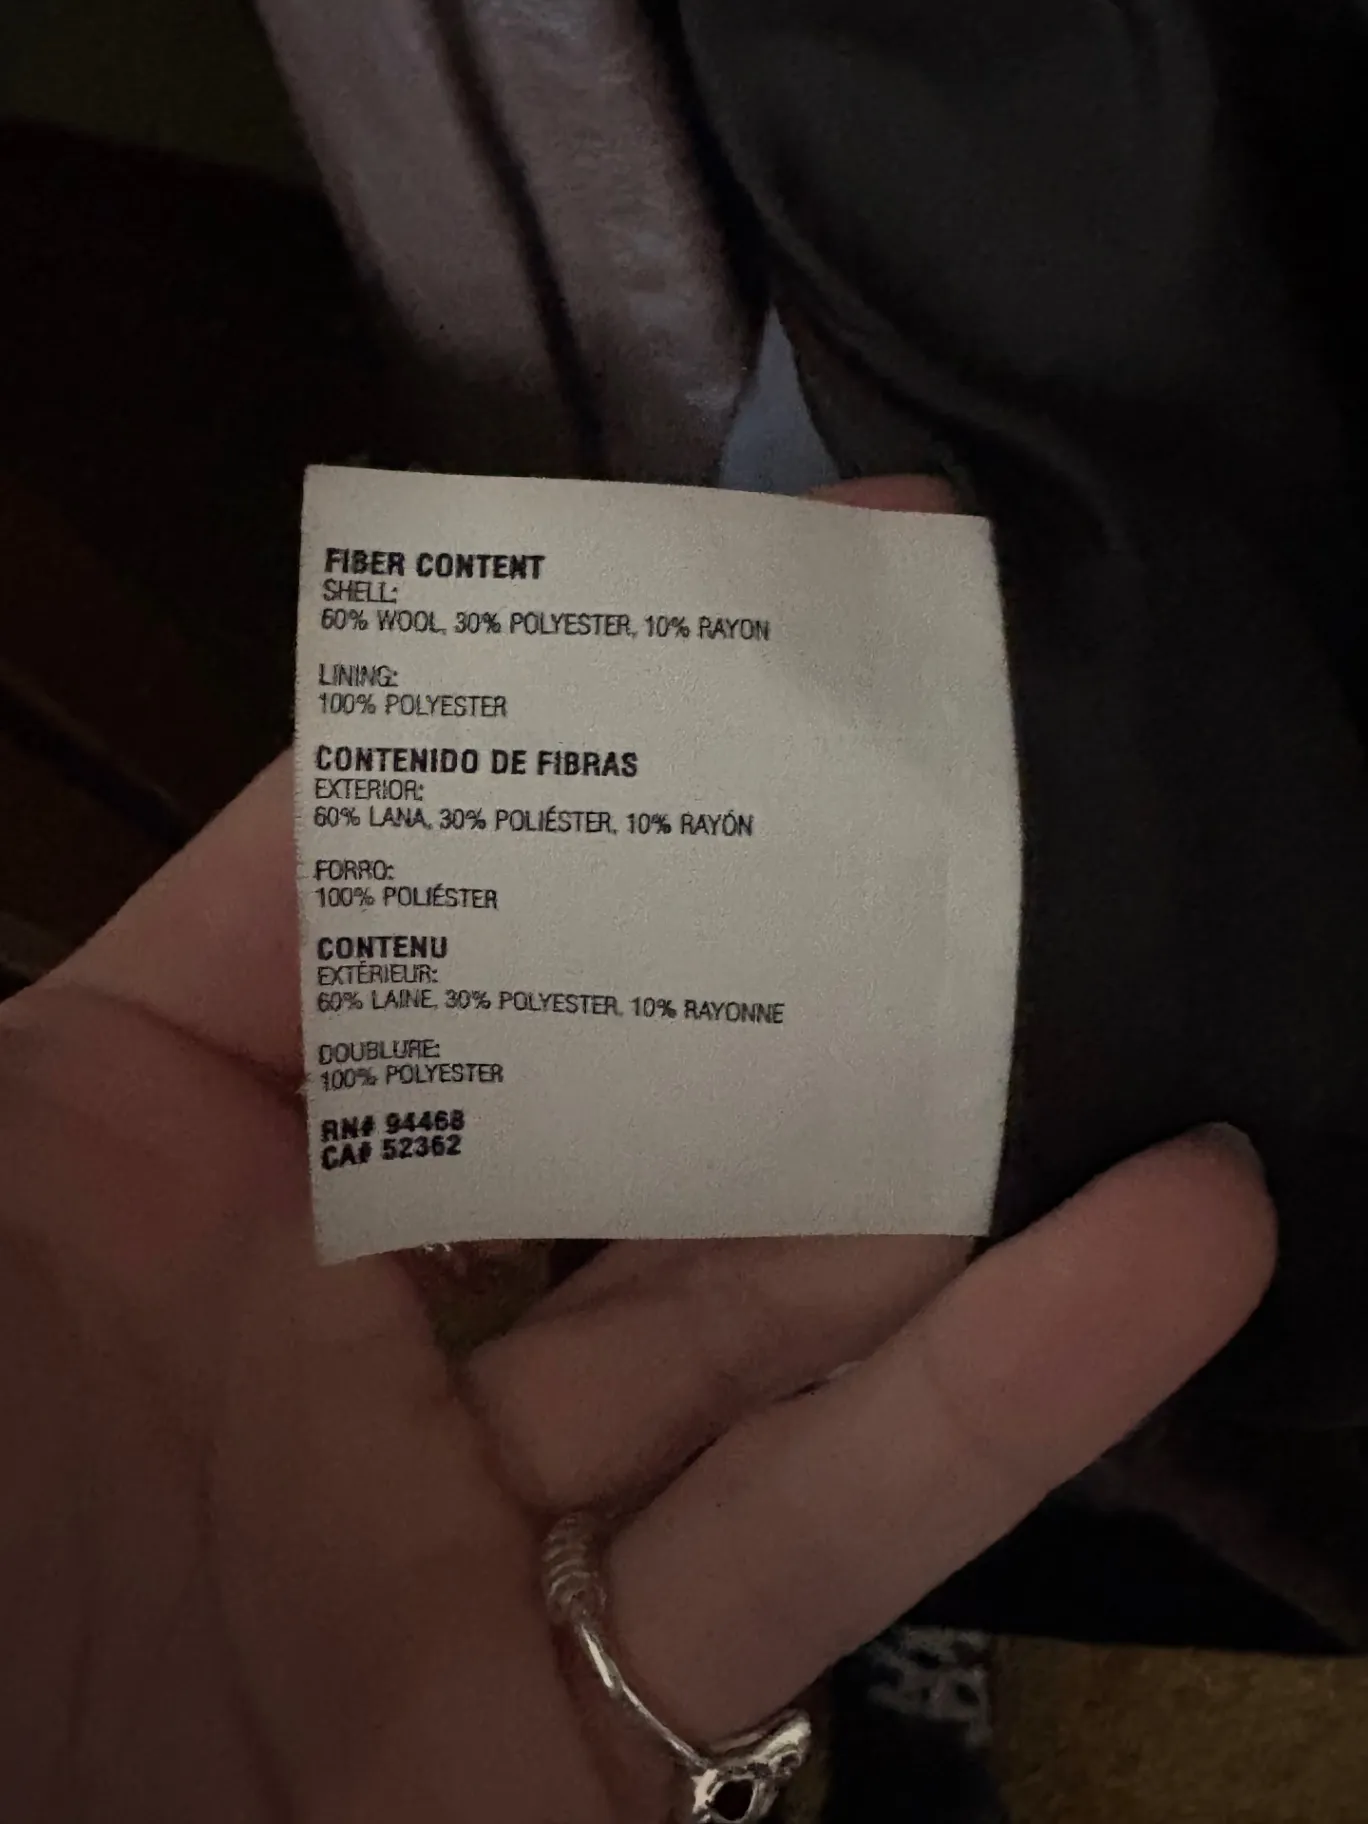 FIBER CONTENT
SHELL:
60% WOOL, 30% POLYESTER, 10% RAYON
LINING:
100% POLYESTER
CONTENIDO DE FIBRAS
EXTERIOR:
60% LANA, 30% POLIÉSTER, 10% RAYÓN
FORRO:
100% POLIÉSTER
CONTENU
EXTÉRIEUR:
60% LAINE, 30% POLYESTER, 10% RAYONNE
DOUBLURE:
100% POLYESTER
RN# 94468
CA# 52362